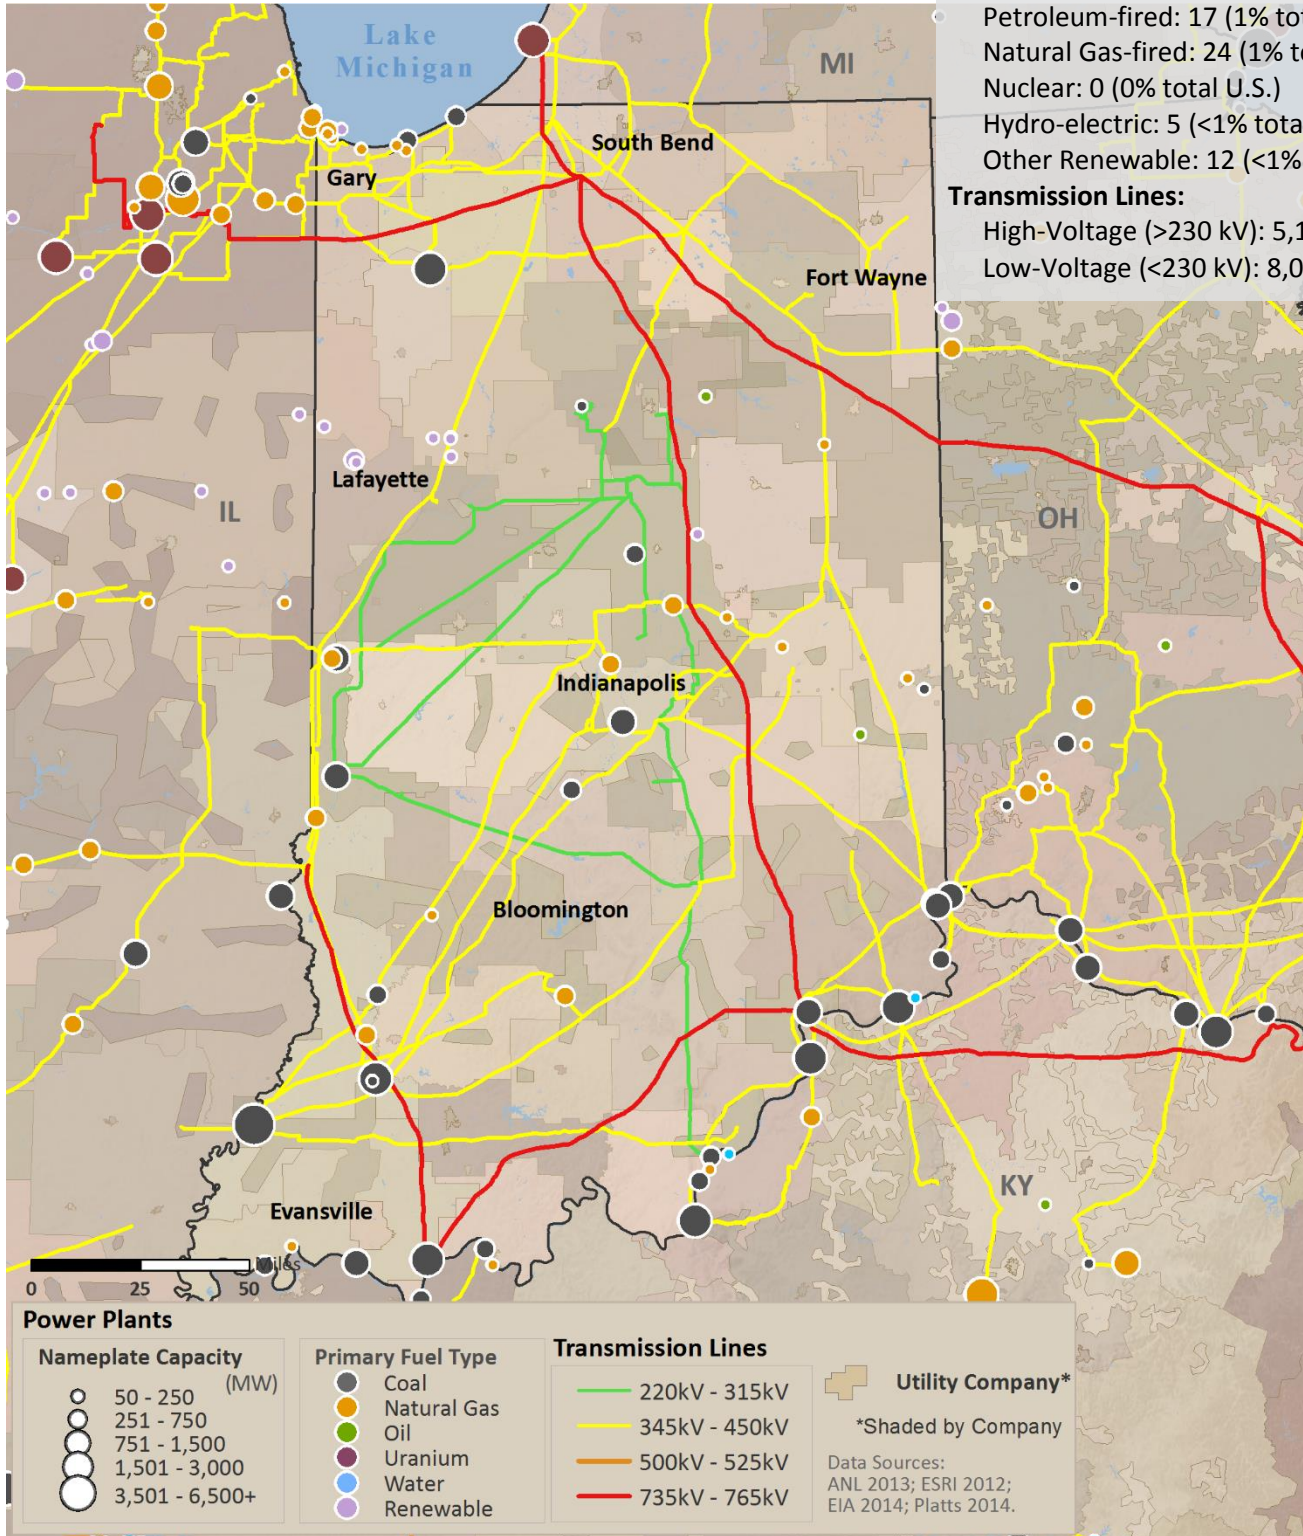 Petroleum-fired: 17 (1% to
Natural Gas-fired: 24 (1% t
Nuclear: 0 (0% total U.S.)
Hydro-electric: 5 (<1% total
Other Renewable: 12 (<1%
Transmission Lines:
High-Voltage (>230 kV): 5,1
Low-Voltage (<230 kV): 8,0
Lake
Michigan
MI
South Bend
Gary
Fort Wayne
Lafayette
IL
OH
Indianapolis
Bloomington
KY
Evansville
Miles
0 25 50
Power Plants
Nameplate Capacity
(MW)
50 - 250
251 - 750
751 - 1,500
1,501 - 3,000
3,501 - 6,500+
Primary Fuel Type
Coal
Natural Gas
Oil
Uranium
Water
Renewable
Transmission Lines
220kV - 315kV
345kV - 450kV
500kV - 525kV
735kV - 765kV
Utility Company*
*Shaded by Company
Data Sources:
ANL 2013; ESRI 2012;
EIA 2014; Platts 2014.